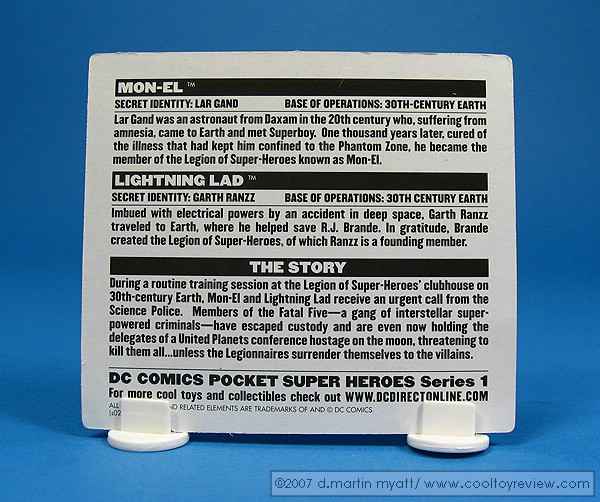 MON-EL ™
SECRET IDENTITY: LAR GAND BASE OF OPERATIONS: 30TH-CENTURY EARTH
Lar Gand was an astronaut from Daxam in the 20th century who, suffering from
amnesia, came to Earth and met Superboy. One thousand years later, cured of
the illness that had kept him confined to the Phantom Zone, he became the
member of the Legion of Super-Heroes known as Mon-El.
LIGHTNING LAD ™
SECRET IDENTITY: GARTH RANZZ BASE OF OPERATIONS: 30TH CENTURY EARTH
Imbued with electrical powers by an accident in deep space, Garth Ranzz
traveled to Earth, where he helped save R.J. Brande. In gratitude, Brande
created the Legion of Super-Heroes, of which Ranzz is a founding member.
THE STORY
During a routine training session at the Legion of Super-Heroes' clubhouse on
30th-century Earth, Mon-El and Lightning Lad receive an urgent call from the
Science Police. Members of the Fatal Five—a gang of interstellar super-
powered criminals—have escaped custody and are even now holding the
delegates of a United Planets conference hostage on the moon, threatening to
kill them all...unless the Legionnaires surrender themselves to the villains.
DC COMICS POCKET SUPER HEROES Series 1
For more cool toys and collectibles check out WWW.DCDIRECTONLINE.COM
ALL ND RELATED ELEMENTS ARE TRADEMARKS OF AND © DC COMICS.
(s02
©2007 d.martin myatt/ www.cooltoyreview.com